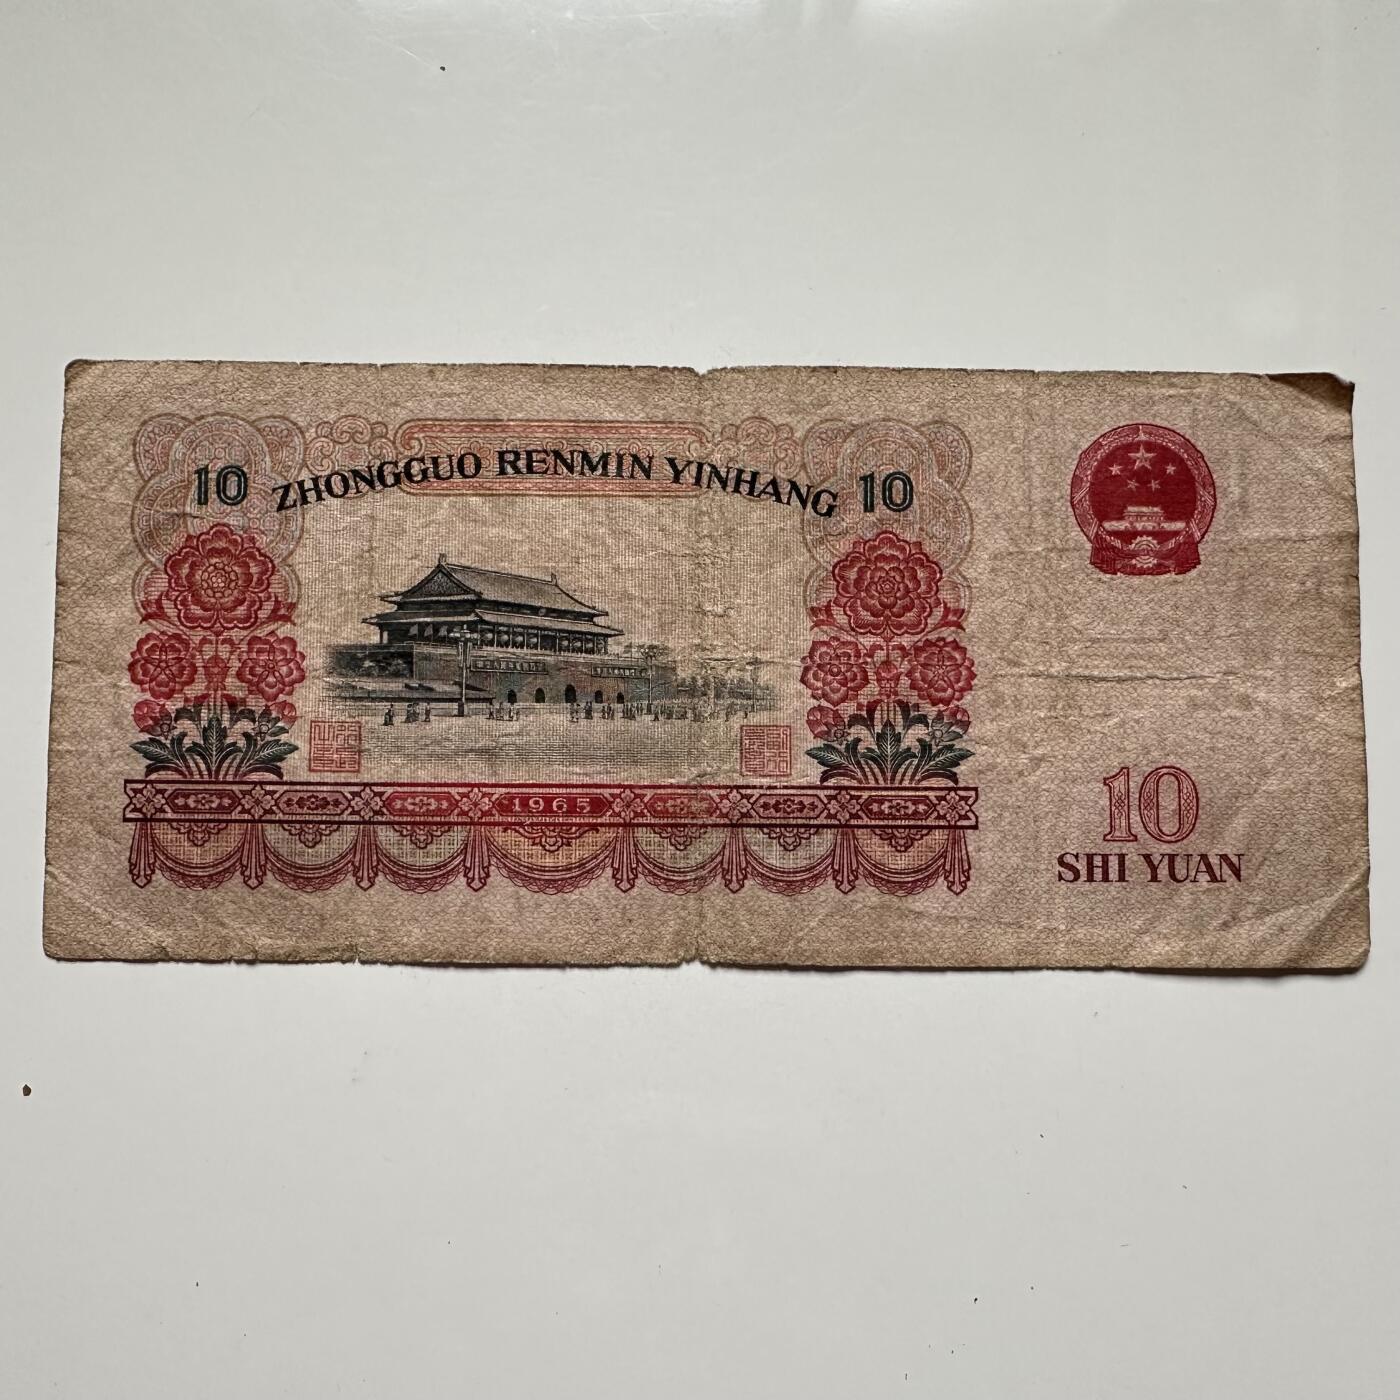 10 ZHONGGUO RENMIN YINHANG 10
1965
10
SHI YUAN